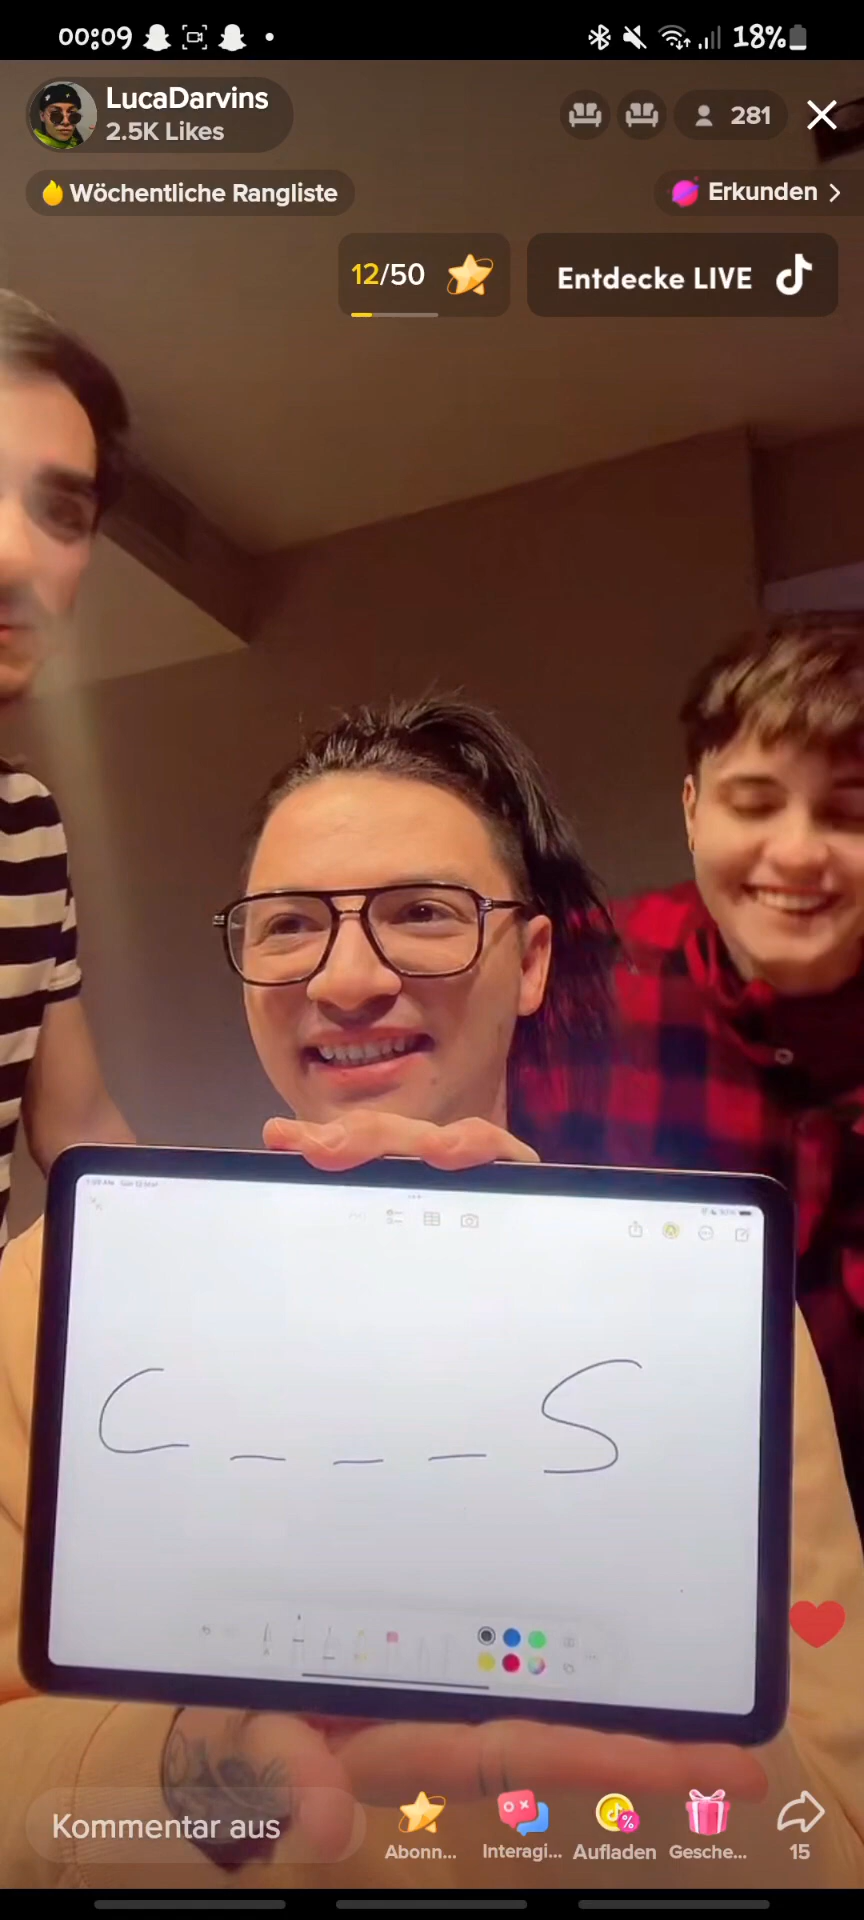 00:09
18%
LucaDarvins
2.5K Likes
281
Wöchentliche Rangliste
Erkunden >
12/50
Entdecke LIVE
C _ _ _ S
Kommentar aus
Abonn...
Interagi...
Aufladen
Gesche...
15